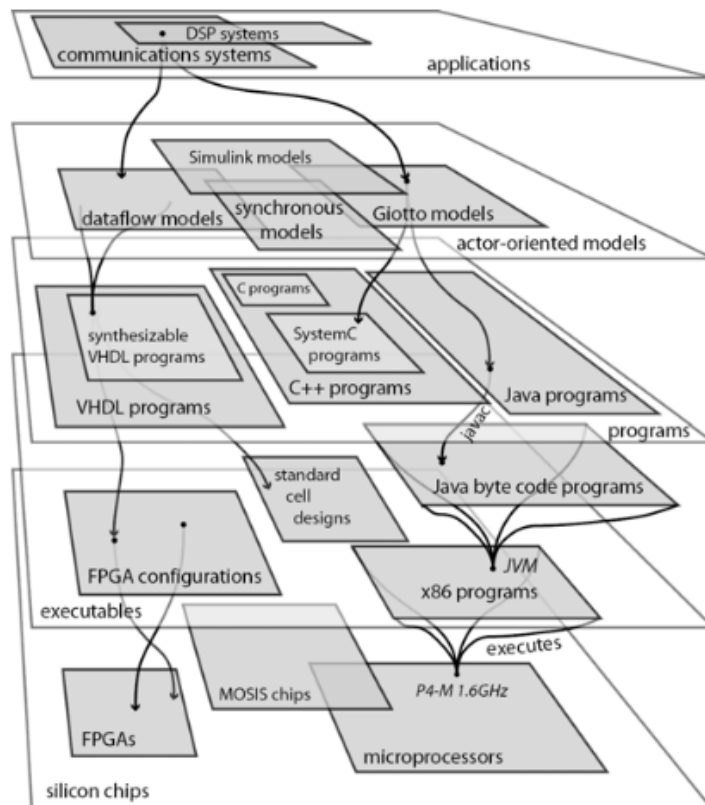 DSP systems
communications systems
applications
Simulink models
dataflow models
synchronous
models
Giotto models
actor-oriented models
C programs
synthesizable
VHDL programs
SystemC
programs
C++ programs
Java programs
VHDL programs
programs
javac
standard
cell
designs
Java byte code programs
FPGA configurations
JVM
x86 programs
executables
executes
MOSIS chips
P4-M 1.6GHz
FPGAs
microprocessors
silicon chips